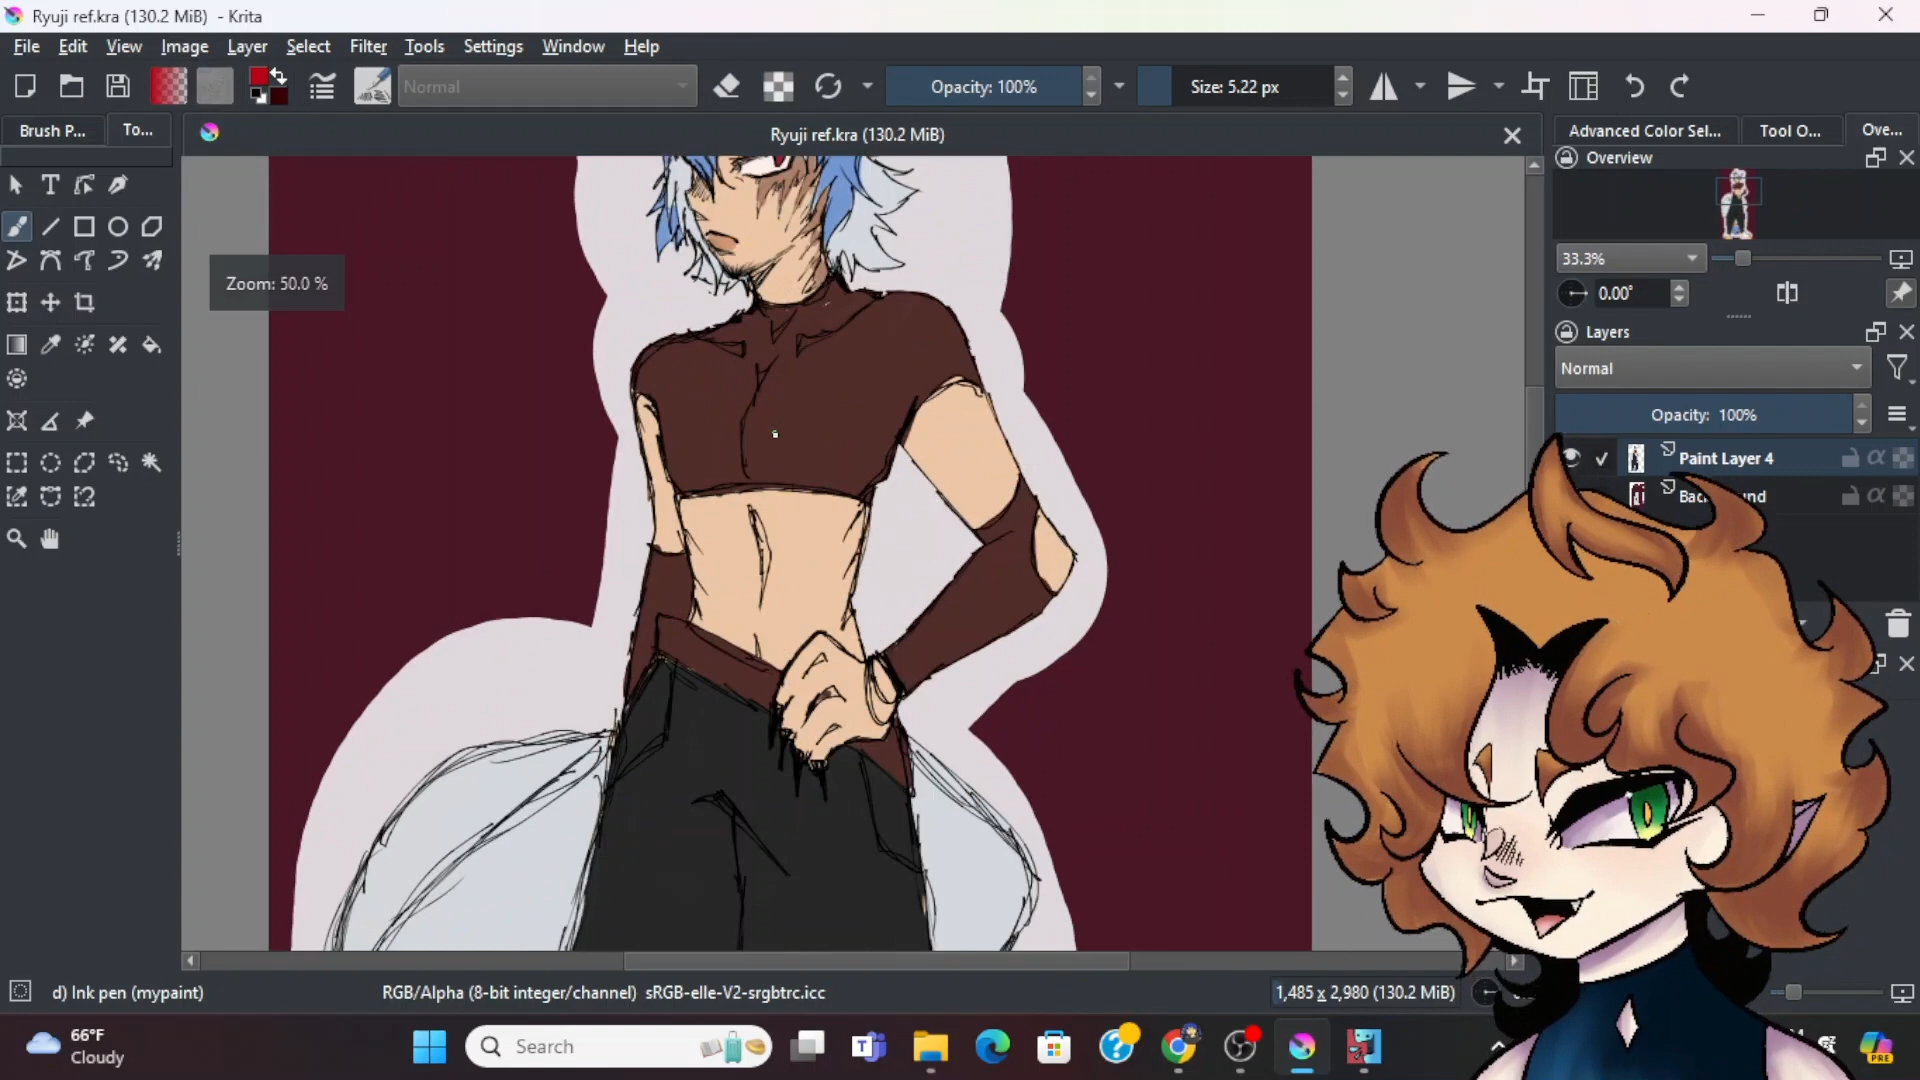 Ryuji ref.kra (130.2 MiB) - Krita
File Edit View Image Layer Select Filter Tools Settings Window Help
Normal
Opacity: 100%
Size: 5.22 px
Brush P...
To...
Ryuji ref.kra (130.2 MiB)
Advanced Color Sel...
Tool O...
Ove...
Overview
Zoom: 50.0 %
33.3%
0.00°
Layers
Normal
Opacity: 100%
Paint Layer 4
d) Ink pen (mypaint)
RGB/Alpha (8-bit integer/channel) sRGB-elle-V2-srgbtrc.icc
1,485 x 2,980 (130.2 MiB)
66°F
Cloudy
Search
PRE